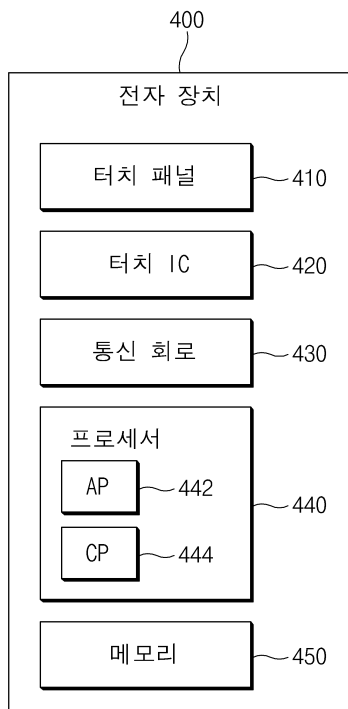 400
전자 장치
터치 패널
410
터치 IC
420
통신 회로
430
프로세서
AP
442
440
CP
444
메모리
450